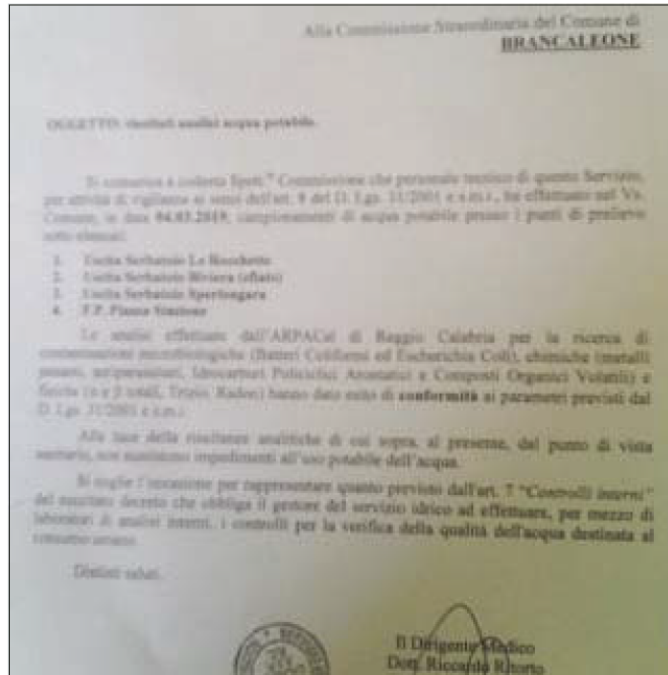 Alla Commissione Straordinaria del Comune di
BRANCALEONE
OGGETTO: risultati analisi acqua potabile.
Si comunica a codesta Spett.le Commissione che personale tecnico di questo Servizio,
per attività di vigilanza ai sensi dell'art. 8 del D. Lgs. 31/2001 e s.m.i., ha effettuato nel Vs.
Comune, in data 04.03.2019, campionamenti di acqua potabile presso i punti di prelievo
sotto elencati:
1. Uscita Serbatoio Le Rocchette
2. Uscita Serbatoio Riviera
3. Uscita Serbatoio Sperlongara
4. F.P. Piazza Stazione
Le analisi effettuate dall'ARPACal di Reggio Calabria per la ricerca di
contaminazioni microbiologiche (Batteri Coliformi ed Escherichia Coli), chimiche (metalli
pesanti, antiparassitari, Idrocarburi Policiclici Aromatici e Composti Organici Volatili) e
fisiche (α e β totali, Trizio, Radon) hanno dato esito di conformità ai parametri previsti dal
D. Lgs. 31/2001 e s.m.i.
Alla luce delle risultanze analitiche di cui sopra, al presente, dal punto di vista
sanitario, non sussistono impedimenti all'uso potabile dell'acqua.
Si coglie l'occasione per rappresentare quanto previsto dall'art. 7 "Controlli interni"
del succitato decreto che obbliga il gestore del servizio idrico ad effettuare, per mezzo di
laboratori di analisi interni, i controlli per la verifica della qualità dell'acqua destinata al
consumo umano.
Distinti saluti.
Il Dirigente Medico
Dott. Riccardo Ritorto